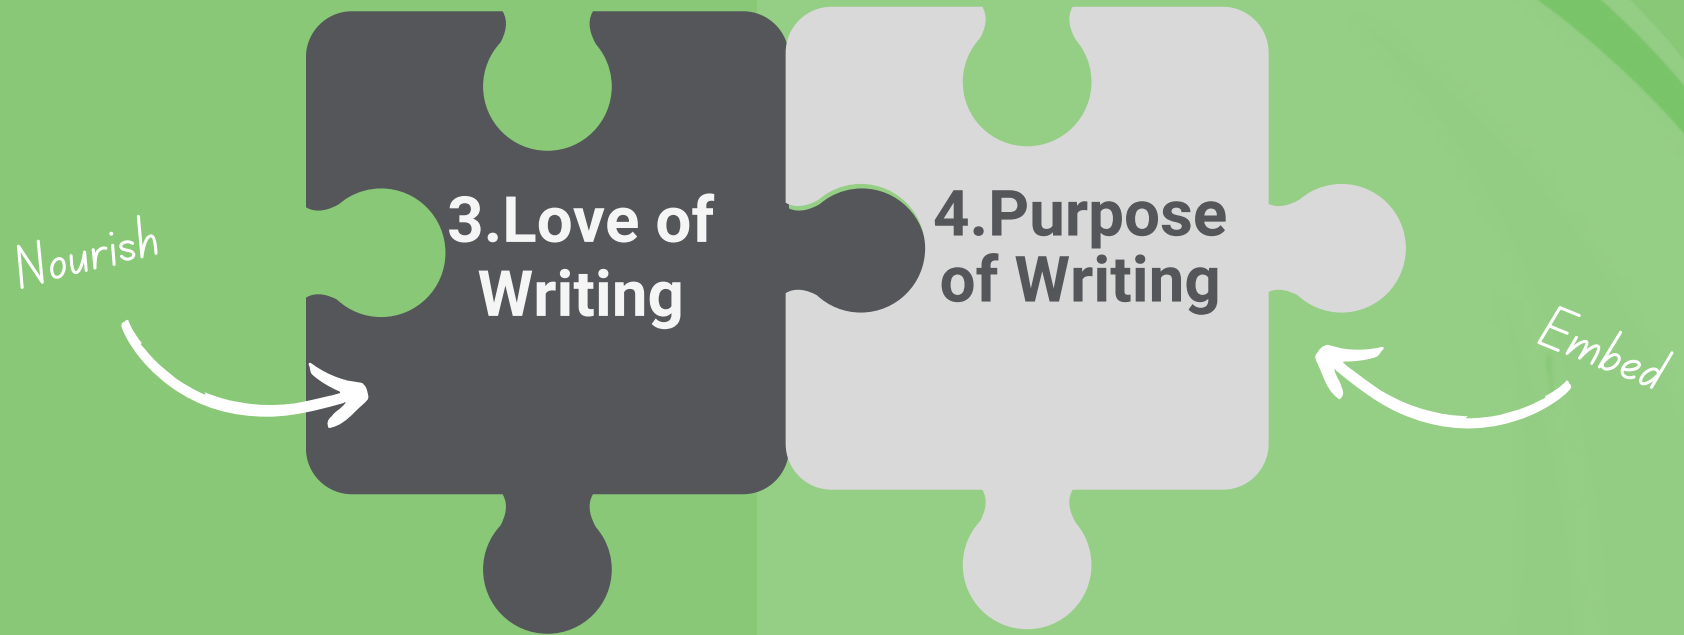 Nourish
3.Love of
Writing
4.Purpose
of Writing
Embed